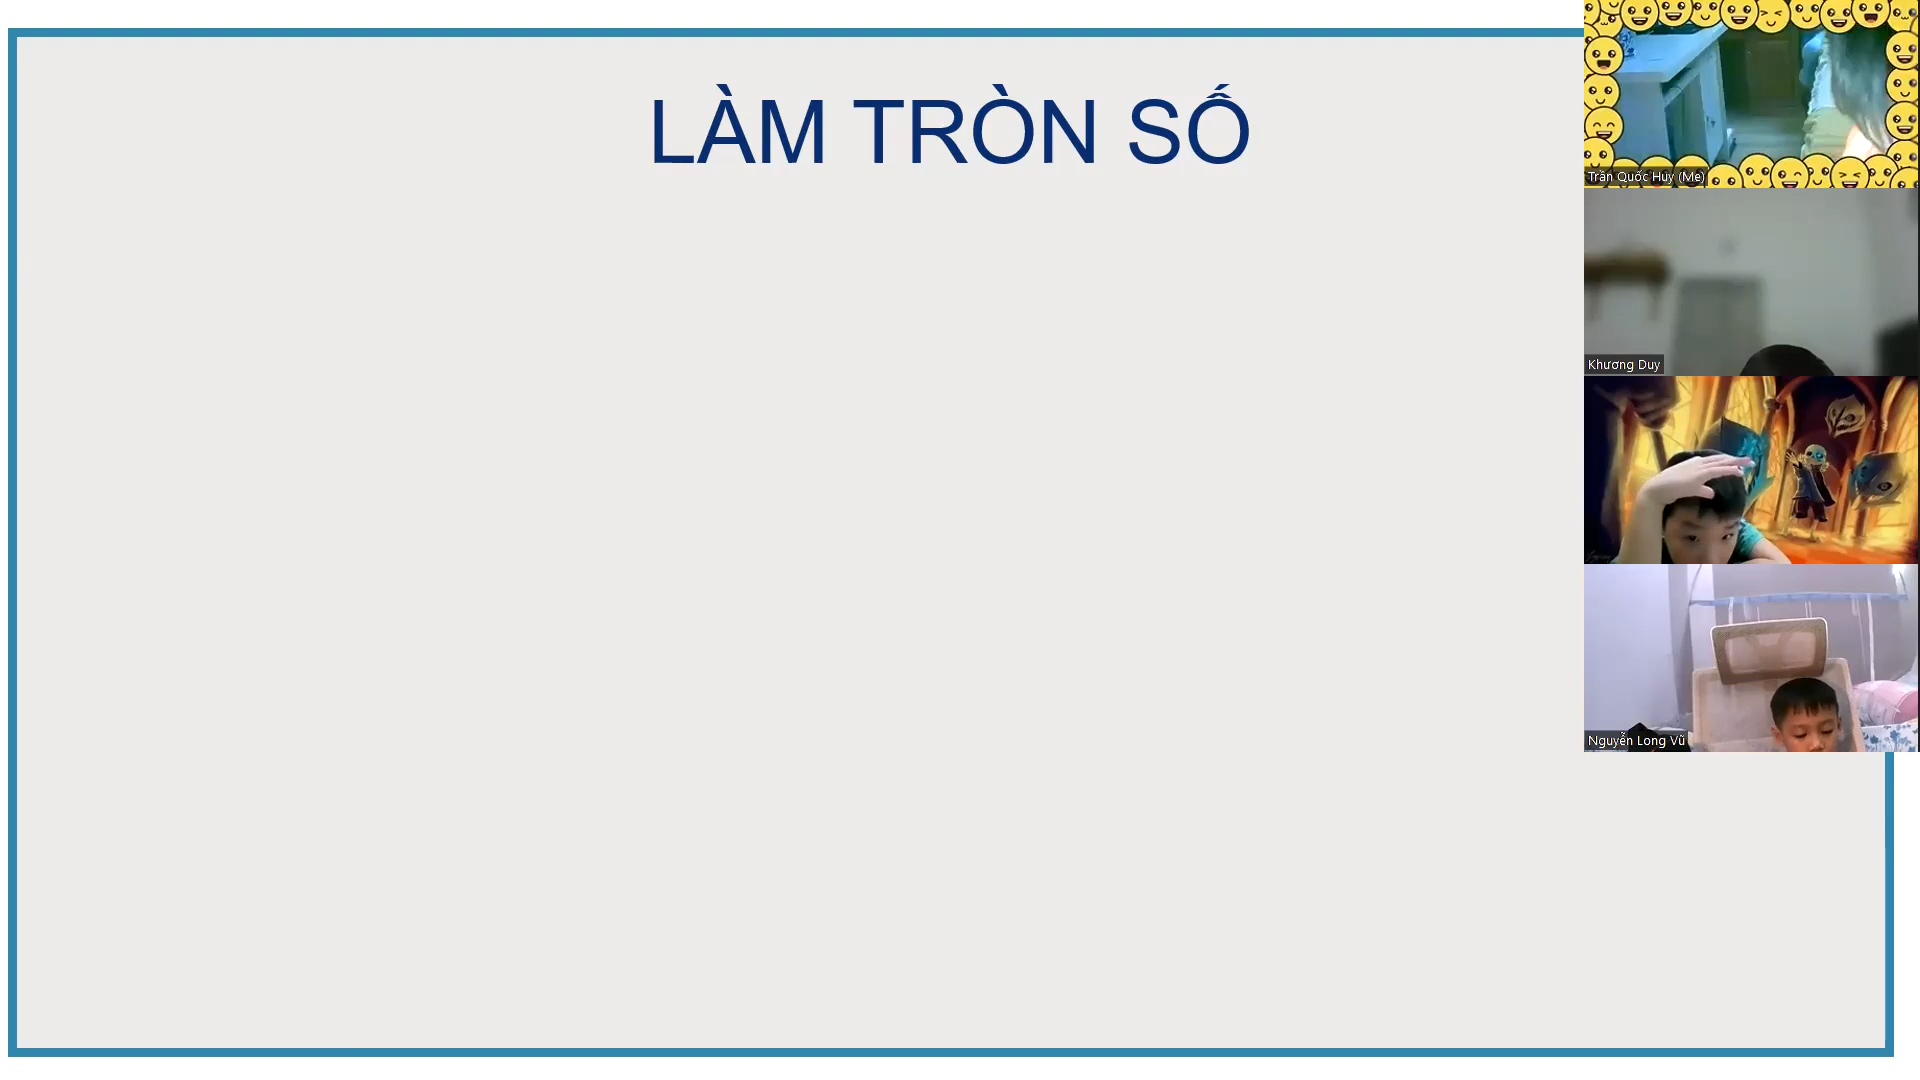 LÀM TRÒN SỐ
Trần Quốc Huy (Me)
Khương Duy
Nguyễn Long Vũ